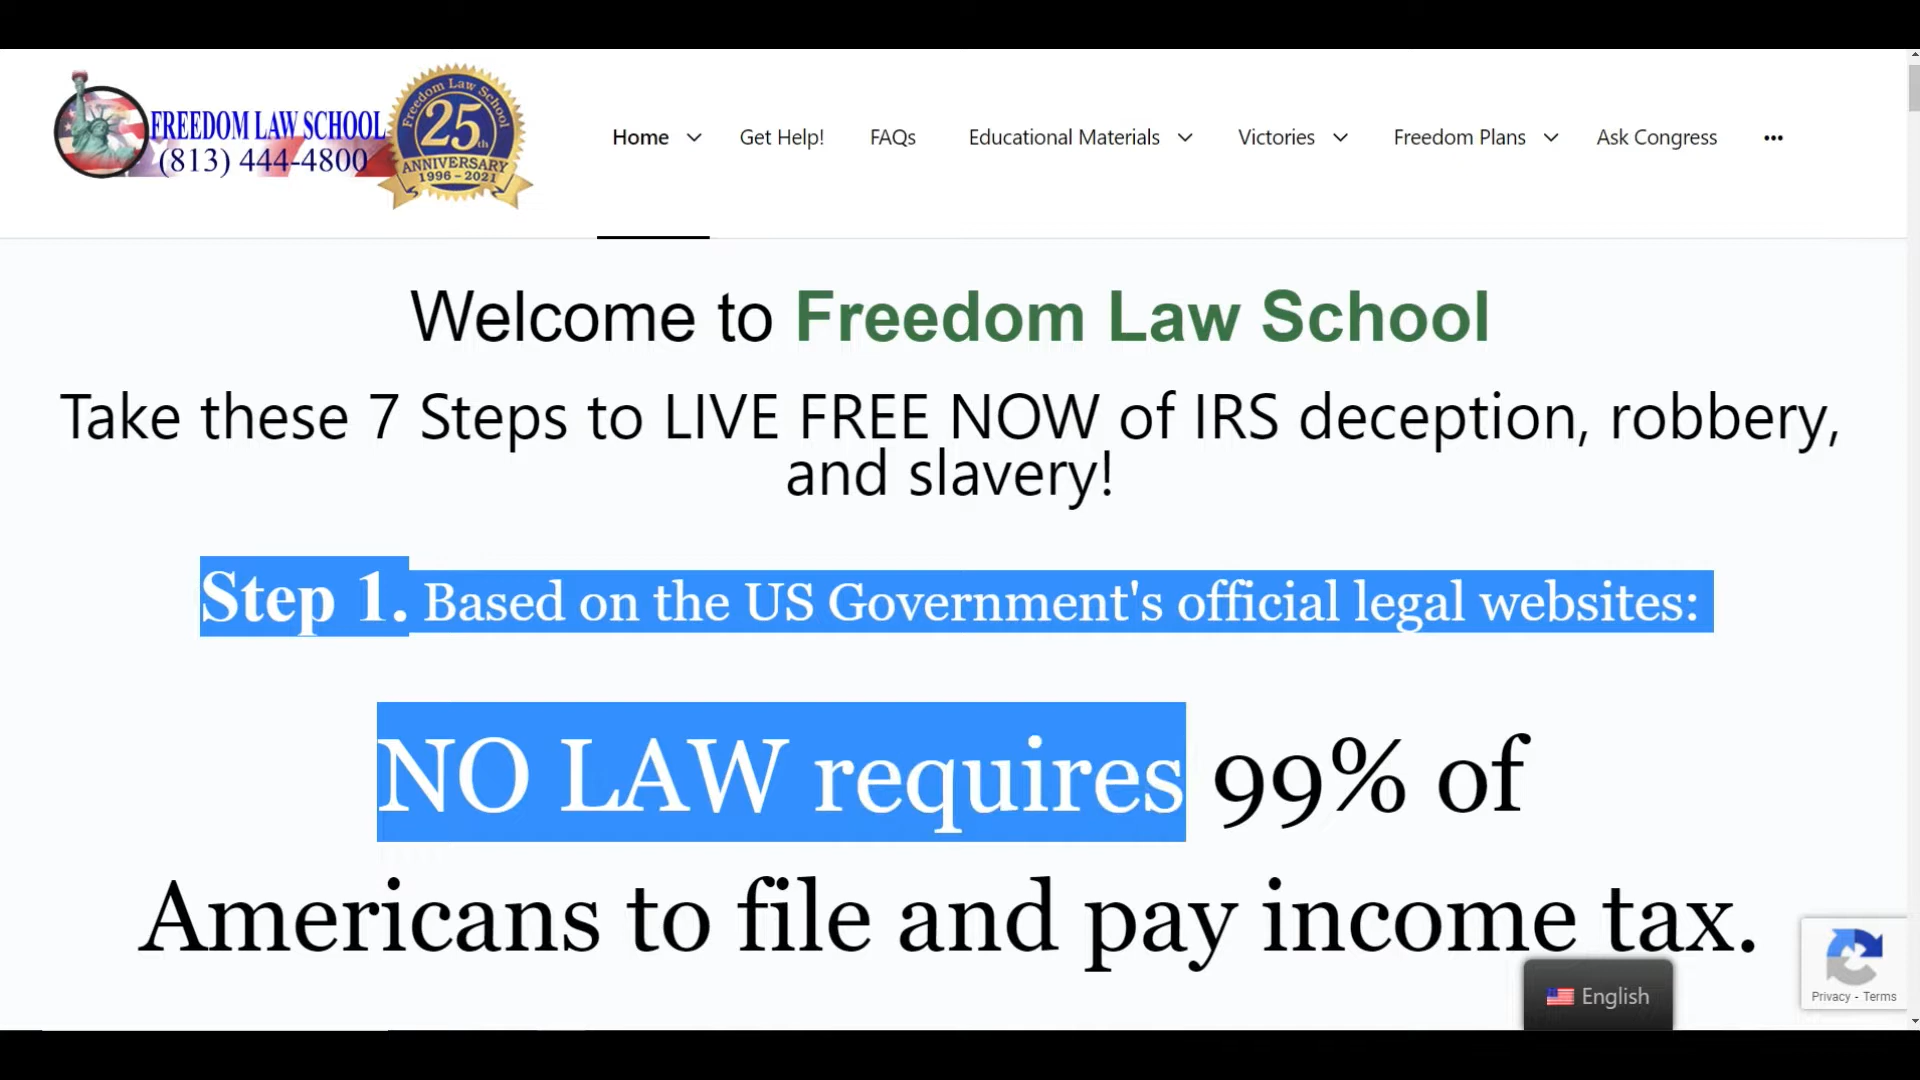 FREEDOM LAW SCHOOL
(813) 444-4800
Freedom Law School
25th
ANNIVERSARY
1996 - 2021
Home
Get Help!
FAQs
Educational Materials
Victories
Freedom Plans
Ask Congress
Welcome to Freedom Law School
Take these 7 Steps to LIVE FREE NOW of IRS deception, robbery,
and slavery!
Step 1. Based on the US Government's official legal websites:
NO LAW requires 99% of
Americans to file and pay income tax.
English
Privacy - Terms